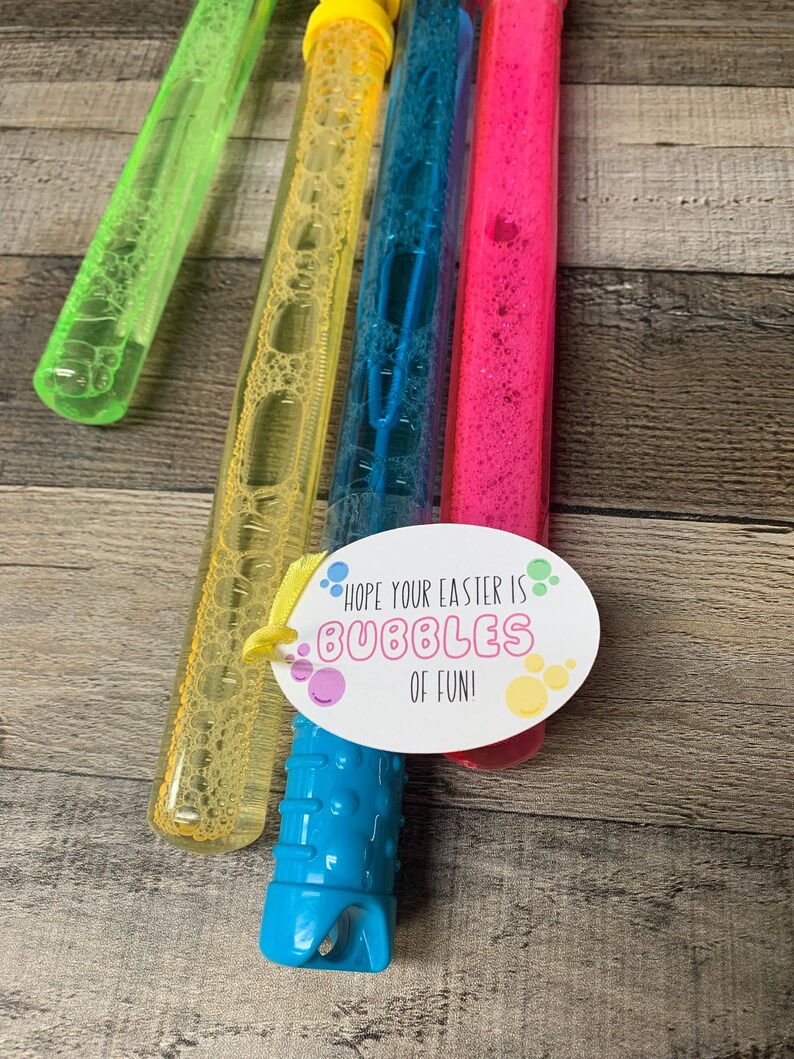 HOPE YOUR EASTER IS
BUBBLES
OF FUN!